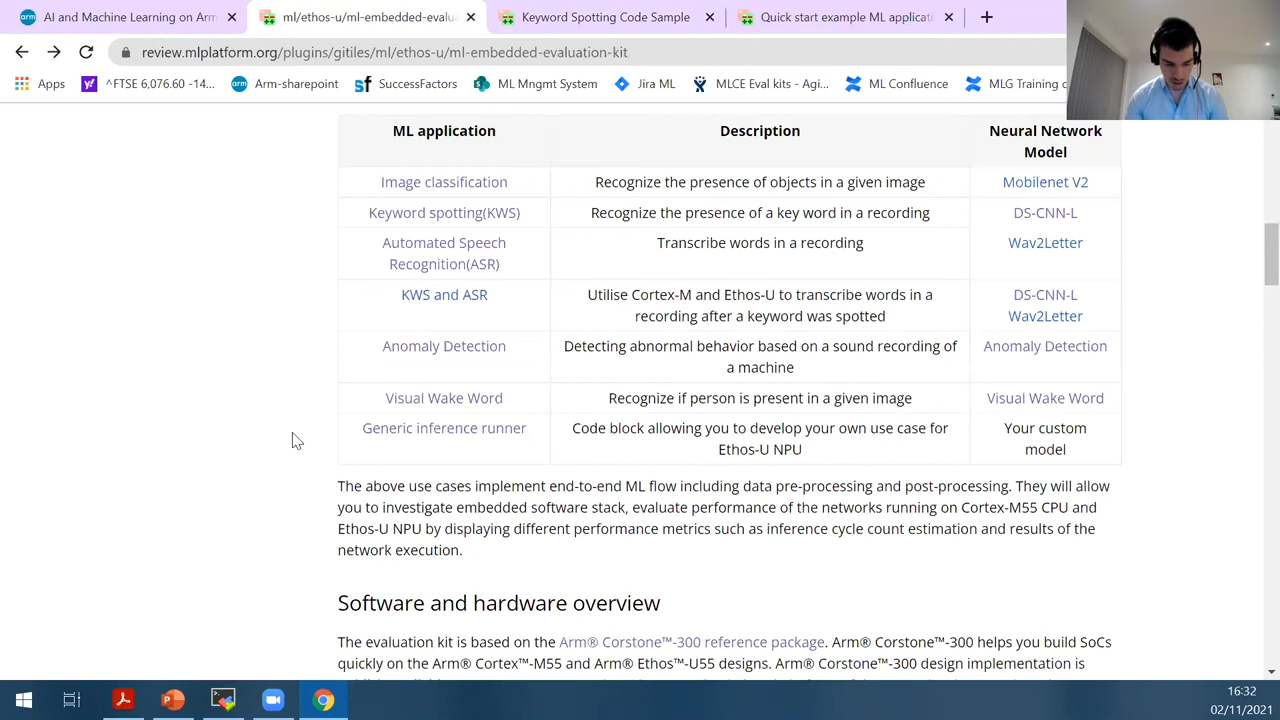 AI and Machine Learning on Arm
ml/ethos-u/ml-embedded-evalua
Keyword Spotting Code Sample
Quick start example ML applicati
review.mlplatform.org/plugins/gitiles/ml/ethos-u/ml-embedded-evaluation-kit
Apps
^FTSE 6,076.60 -14...
Arm-sharepoint
SuccessFactors
ML Mngmt System
Jira ML
MLCE Eval kits - Agi...
ML Confluence
MLG Training
ML application Description Neural Network
Model
Image classification Recognize the presence of objects in a given image Mobilenet V2
Keyword spotting(KWS) Recognize the presence of a key word in a recording DS-CNN-L
Automated Speech
Recognition(ASR)
Transcribe words in a recording Wav2Letter
KWS and ASR
Utilise Cortex-M and Ethos-U to transcribe words in a
recording after a keyword was spotted
DS-CNN-L
Wav2Letter
Anomaly Detection
Detecting abnormal behavior based on a sound recording of
a machine
Anomaly Detection
Visual Wake Word Recognize if person is present in a given image Visual Wake Word
Generic inference runner
Code block allowing you to develop your own use case for
Ethos-U NPU
Your custom
model
The above use cases implement end-to-end ML flow including data pre-processing and post-processing. They will allow
you to investigate embedded software stack, evaluate performance of the networks running on Cortex-M55 CPU and
Ethos-U NPU by displaying different performance metrics such as inference cycle count estimation and results of the
network execution.
Software and hardware overview
The evaluation kit is based on the Arm® Corstone™-300 reference package. Arm® Corstone™-300 helps you build SoCs
quickly on the Arm® Cortex™-M55 and Arm® Ethos™-U55 designs. Arm® Corstone™-300 design implementation is
16:32
02/11/2021